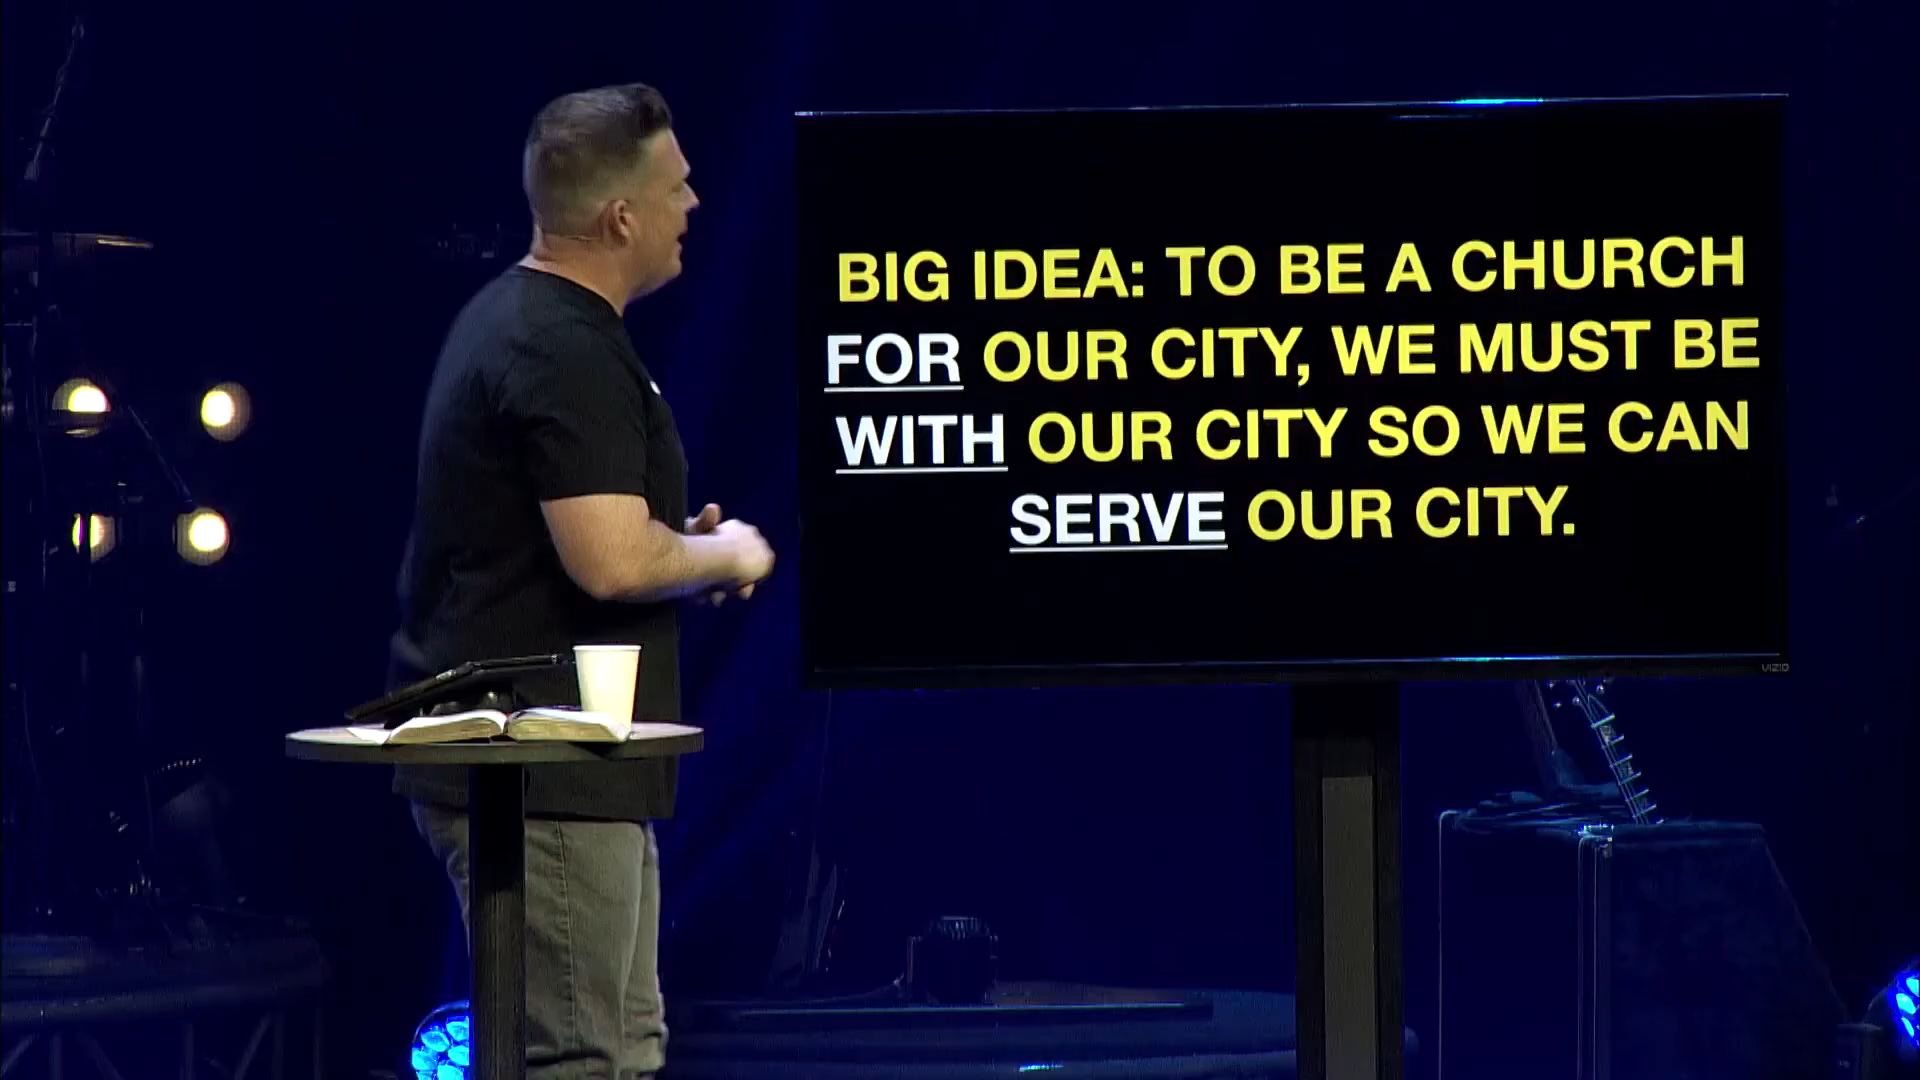 BIG IDEA: TO BE A CHURCH
FOR OUR CITY, WE MUST BE
WITH OUR CITY SO WE CAN
SERVE OUR CITY.
VIZIO